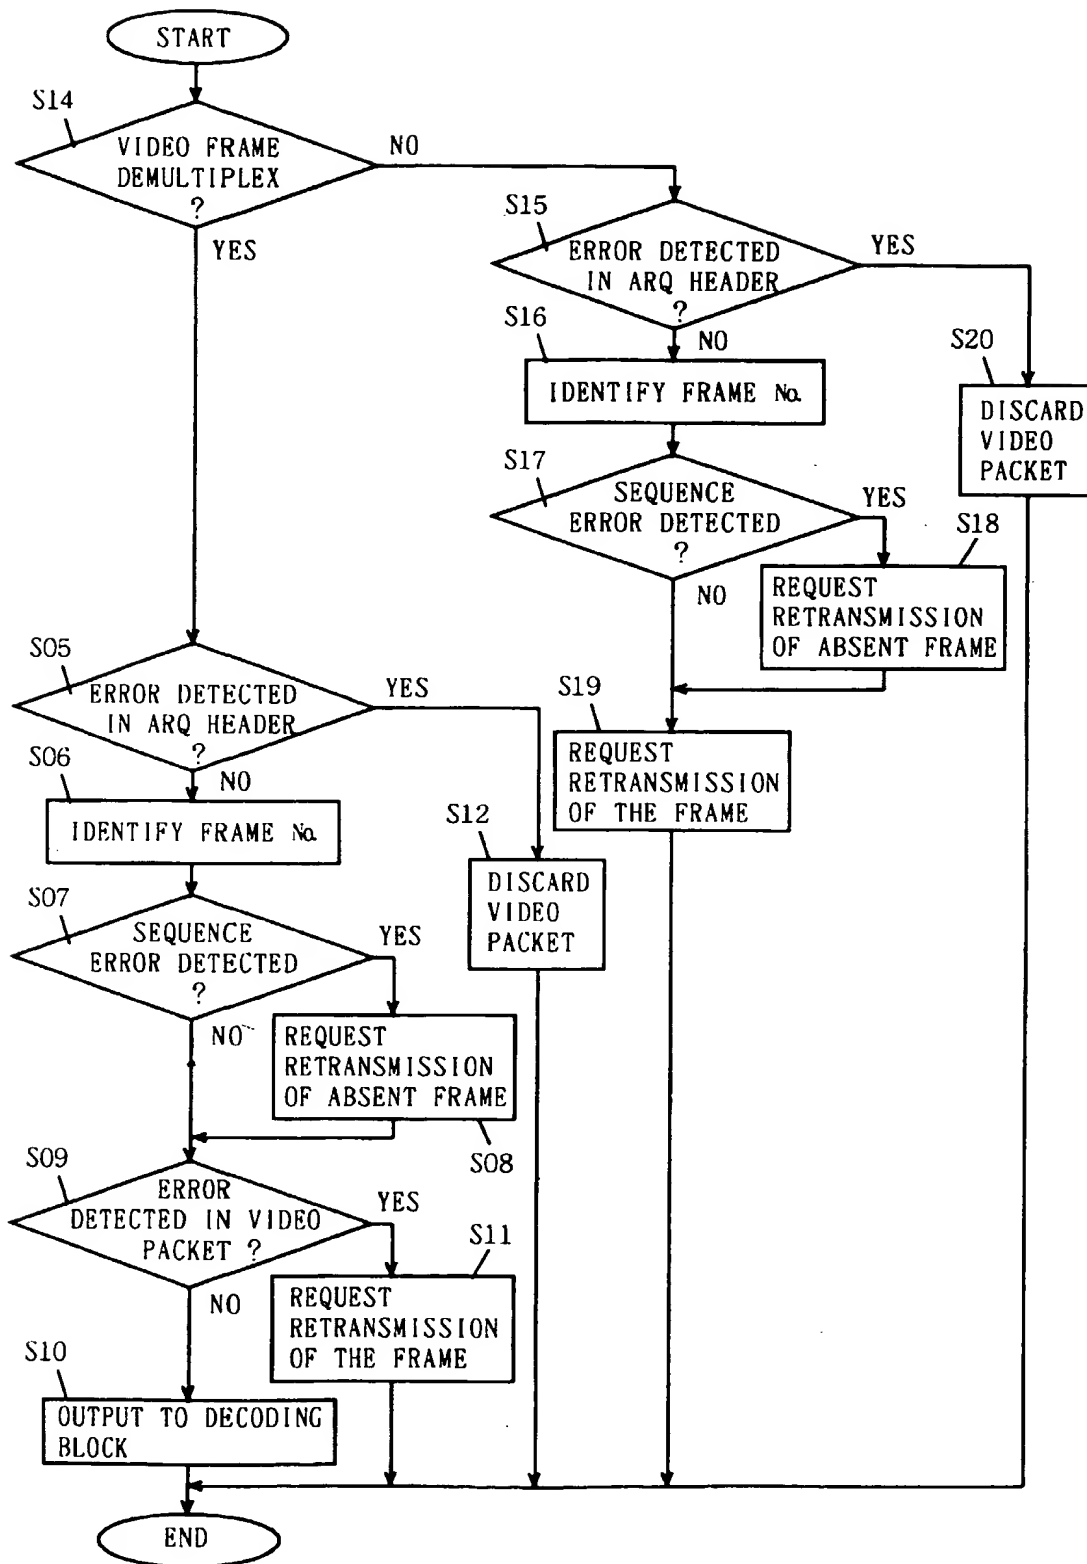 START
S14
VIDEO FRAME
DEMULTIPLEX
?
NO
YES
S15
ERROR DETECTED
IN ARQ HEADER
?
YES
NO
S16
IDENTIFY FRAME No.
S20
DISCARD
VIDEO
PACKET
S17
SEQUENCE
ERROR DETECTED
?
YES
NO
S18
REQUEST
RETRANSMISSION
OF ABSENT FRAME
S19
REQUEST
RETRANSMISSION
OF THE FRAME
S05
ERROR DETECTED
IN ARQ HEADER
?
YES
NO
S06
IDENTIFY FRAME No.
S12
DISCARD
VIDEO
PACKET
S07
SEQUENCE
ERROR DETECTED
?
YES
NO
REQUEST
RETRANSMISSION
OF ABSENT FRAME
S08
S09
ERROR
DETECTED IN VIDEO
PACKET ?
YES
NO
S11
REQUEST
RETRANSMISSION
OF THE FRAME
S10
OUTPUT TO DECODING
BLOCK
END